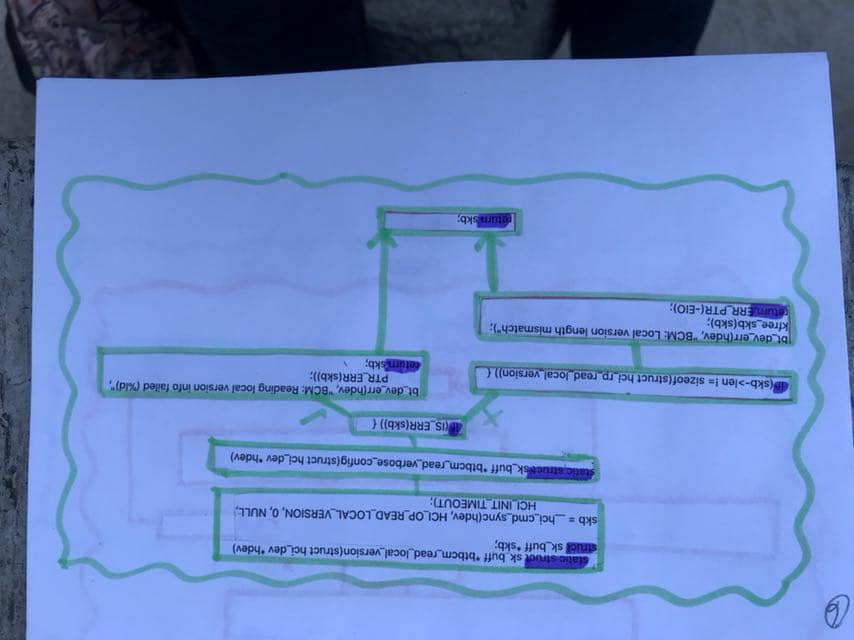 static struct sk_buff *btbcm_read_local_version(struct hci_dev *hdev)
struct sk_buff *skb;
skb = __hci_cmd_sync(hdev, HCI_OP_READ_LOCAL_VERSION, 0, NULL,
HCI_INIT_TIMEOUT);
static struct sk_buff *btbcm_read_verbose_config(struct hci_dev *hdev)
if (IS_ERR(skb)) {
if (skb->len != sizeof(struct hci_rp_read_local_version)) {
bt_dev_err(hdev, "BCM: Local version length mismatch");
kfree_skb(skb);
return ERR_PTR(-EIO);
bt_dev_err(hdev, "BCM: Reading local version info failed (%ld)",
PTR_ERR(skb));
return skb;
return skb;